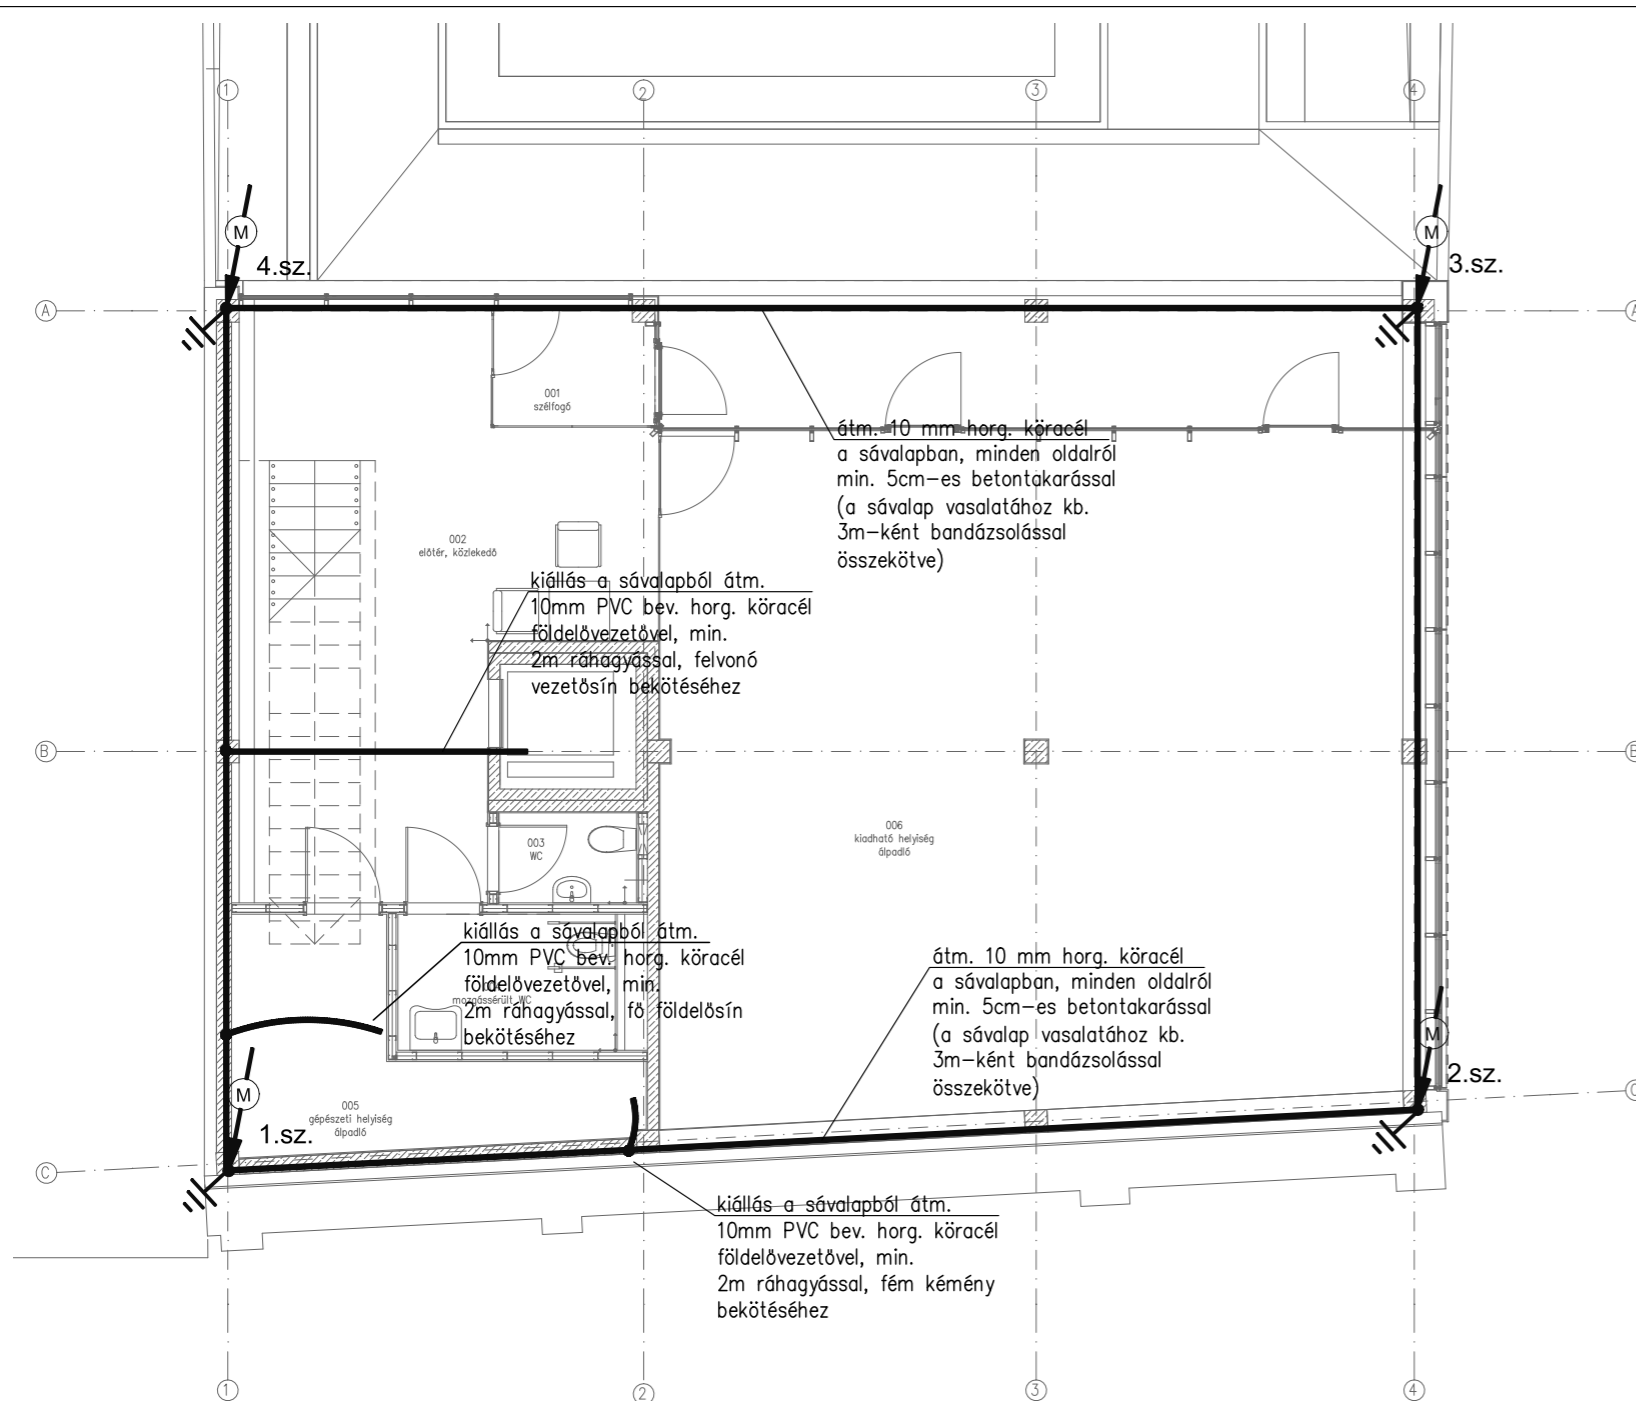 1
2
3
4
M
M
4.sz.
3.sz.
A
A
001
szélfogó
átm. 10 mm horg. köracél
a sávalapban, minden oldalról
min. 5cm-es betontakarással
(a sávalap vasalatához kb.
3m-ként bandázsolással
összekötve)
002
előtér, közlekedő
kiállás a sávalapból átm.
10mm PVC bev. horg. köracél
földelővezetővel, min.
2m ráhagyással, felvonó
vezetősín bekötéséhez
B
B
006
kiadható helyiség
álpadló
003
WC
kiállás a sávalapból átm.
10mm PVC bev. horg. köracél
földelővezetővel, min.
mozgássérült WC
2m ráhagyással, fő földelősín
bekötéséhez
átm. 10 mm horg. köracél
a sávalapban, minden oldalról
min. 5cm-es betontakarással
(a sávalap vasalatához kb.
3m-ként bandázsolással
összekötve)
M
M
2.sz.
005
gépészeti helyiség
álpadló
1.sz.
C
C
kiállás a sávalapból átm.
10mm PVC bev. horg. köracél
földelővezetővel, min.
2m ráhagyással, fém kémény
bekötéséhez
1
2
3
4